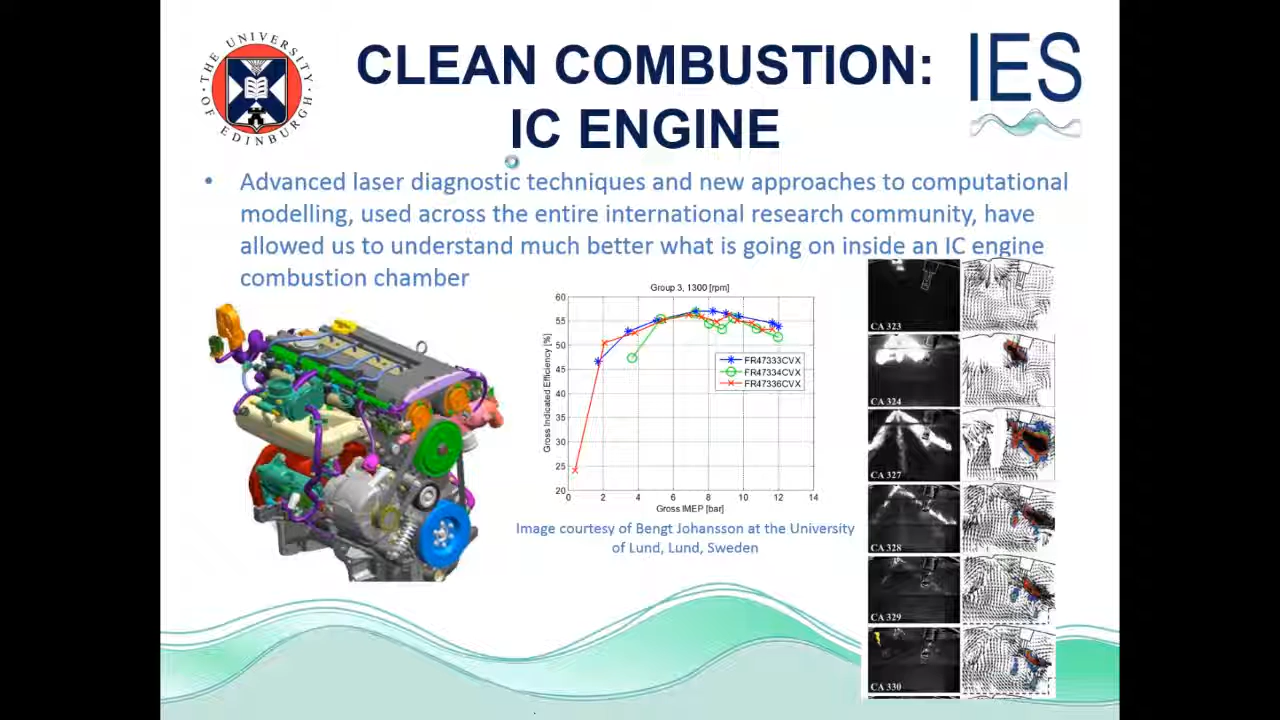 THE UNIVERSITY OF EDINBURGH
CLEAN COMBUSTION:
IC ENGINE
IES
• Advanced laser diagnostic techniques and new approaches to computational
modelling, used across the entire international research community, have
allowed us to understand much better what is going on inside an IC engine
combustion chamber
Group 3, 1300 [rpm]
Gross Indicated Efficiency [%]
60
55
50
45
40
35
30
25
20
FR47333CVX
FR47334CVX
FR47336CVX
0 2 4 6 8 10 12 14
Gross IMEP [bar]
Image courtesy of Bengt Johansson at the University
of Lund, Lund, Sweden
CA 323
CA 324
CA 327
CA 328
CA 329
CA 330